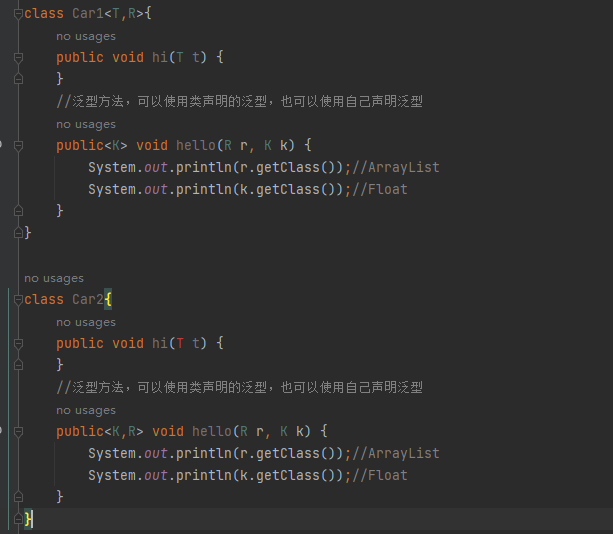 class Car1<T,R>{
no usages
public void hi(T t) {
}
//泛型方法，可以使用类声明的泛型，也可以使用自己声明泛型
no usages
public<K> void hello(R r, K k) {
System.out.println(r.getClass());//ArrayList
System.out.println(k.getClass());//Float
}
}
no usages
class Car2{
no usages
public void hi(T t) {
}
//泛型方法，可以使用类声明的泛型，也可以使用自己声明泛型
no usages
public<K,R> void hello(R r, K k) {
System.out.println(r.getClass());//ArrayList
System.out.println(k.getClass());//Float
}
}